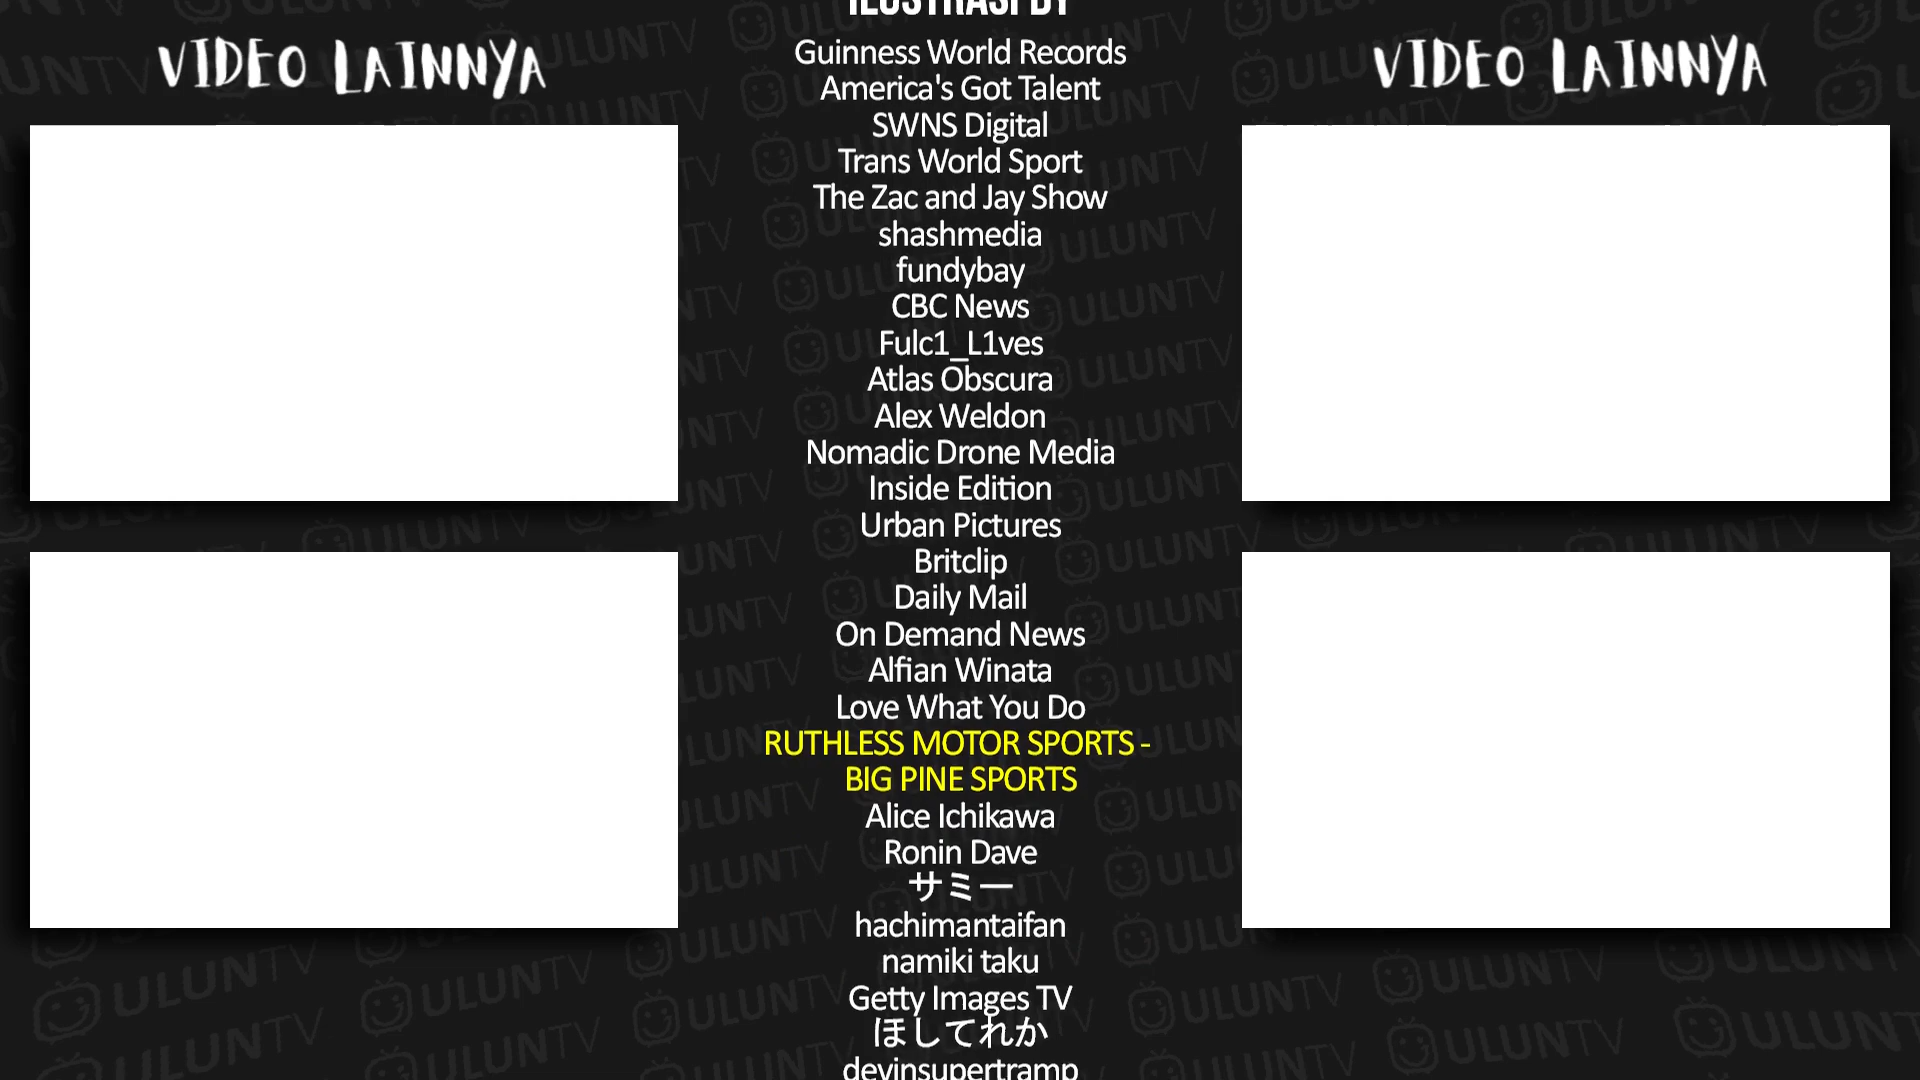 ILUSTRASI BY
VIDEO LAINNYA
VIDEO LAINNYA
Guinness World Records
America's Got Talent
SWNS Digital
Trans World Sport
The Zac and Jay Show
shashmedia
fundybay
CBC News
Fulc1_L1ves
Atlas Obscura
Alex Weldon
Nomadic Drone Media
Inside Edition
Urban Pictures
Britclip
Daily Mail
On Demand News
Alfian Winata
Love What You Do
RUTHLESS MOTOR SPORTS -
BIG PINE SPORTS
Alice Ichikawa
Ronin Dave
サミー
hachimantaifan
namiki taku
Getty Images TV
ほしてれか
devinsupertramp
ULUNTV